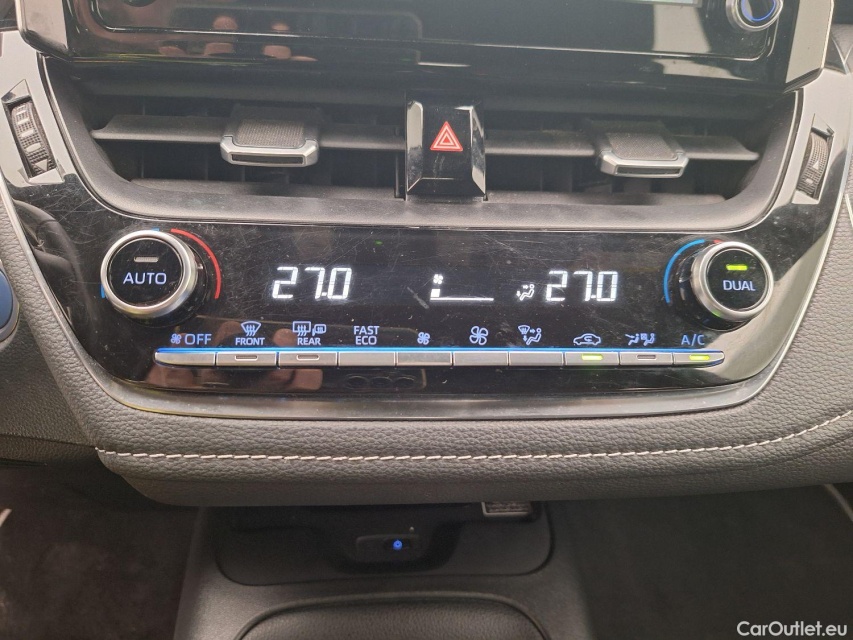 AUTO
27.0
27.0
DUAL
OFF
FRONT
REAR
FAST
ECO
A/C
CarOutlet.eu